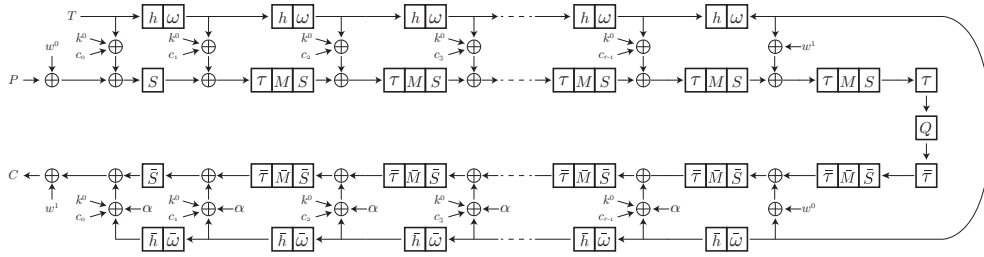 T h ω h ω h ω h ω h ω
w⁰ k⁰ c₀ k⁰ c₁ k⁰ c₂ k⁰ c₃ k⁰ cᵣ₋₁ w¹
P S τ M S τ M S τ M S τ M S τ M S τ
Q
C S̄ τ̄ M̄ S̄ τ̄ M̄ S̄ τ̄ M̄ S̄ τ̄ M̄ S̄ τ̄ M̄ S̄ τ̄
w¹ k⁰ c₀ α k⁰ c₁ α k⁰ c₂ α k⁰ c₃ α k⁰ cᵣ₋₁ α w⁰
h̄ ω̄ h̄ ω̄ h̄ ω̄ h̄ ω̄ h̄ ω̄